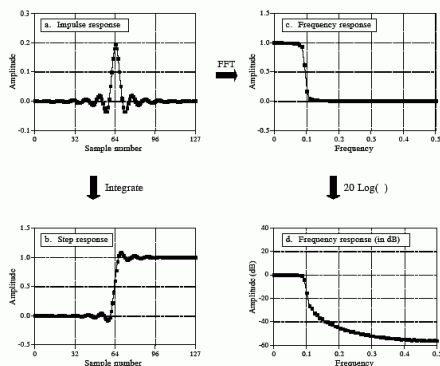 a. Impulse response
0.3
0.2
0.1
0.0
-0.1
Amplitude
0 32 64 96 127
Sample number
FFT
c. Frequency response
1.5
1.0
0.5
0.0
-0.5
Amplitude
0 0.1 0.2 0.3 0.4 0.5
Frequency
Integrate
20 Log( )
b. Step response
1.5
1.0
0.5
0.0
-0.5
Amplitude
0 32 64 96 127
Sample number
d. Frequency response (in dB)
40
20
0
-20
-40
-60
Amplitude (dB)
0 0.1 0.2 0.3 0.4 0.5
Frequency